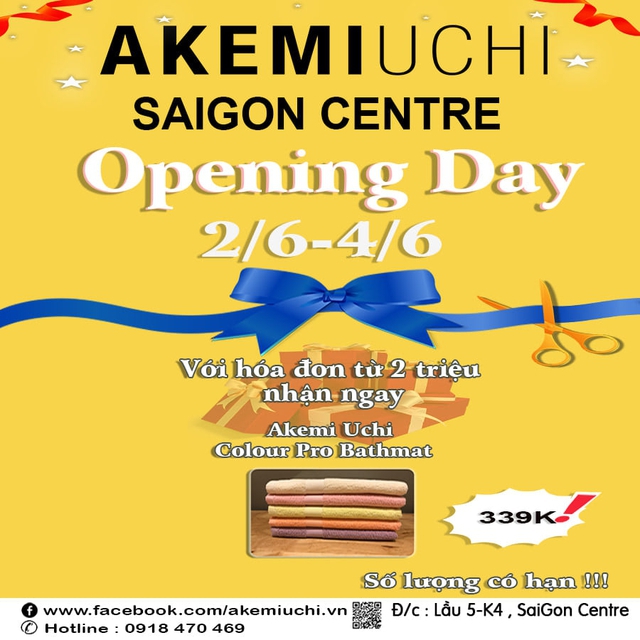 AKEMIUCHI
SAIGON CENTRE
Opening Day
2/6-4/6
Với hóa đơn từ 2 triệu
nhận ngay
Akemi Uchi
Colour Pro Bathmat
339K!
Số lượng có hạn !!!
www.facebook.com/akemiuchi.vn
Đ/c : Lầu 5-K4 , SaiGon Centre
Hotline : 0918 470 469